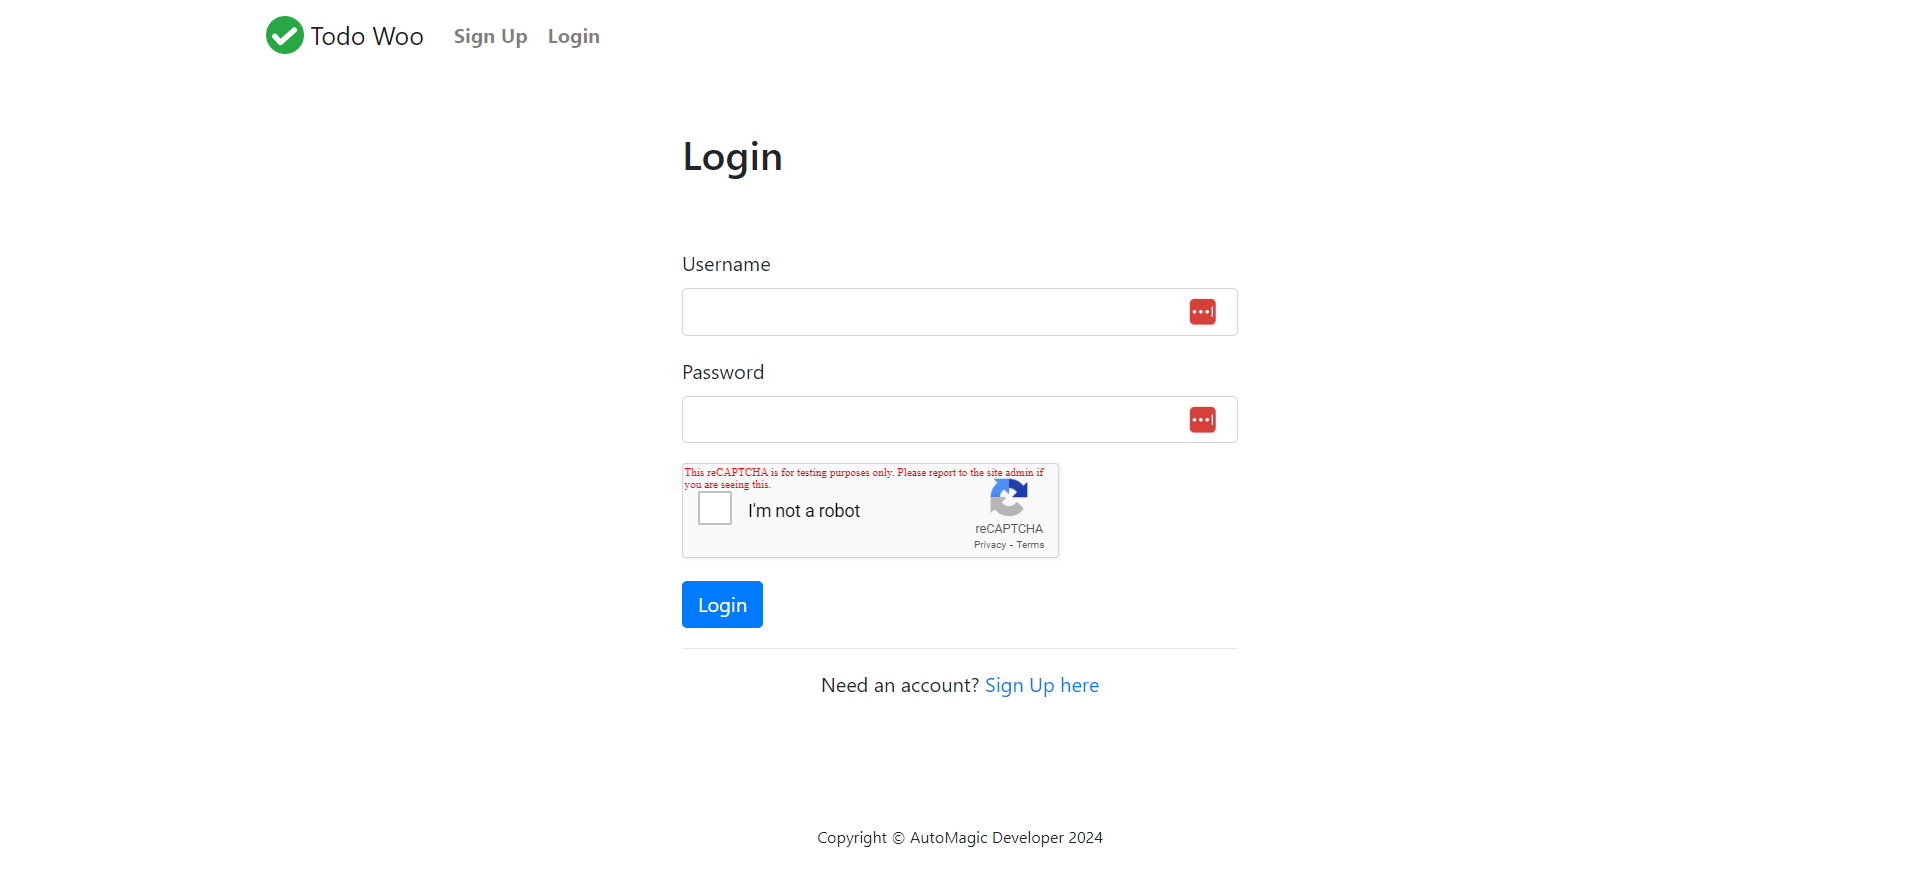 Todo Woo Sign Up Login
Login
Username
Password
This reCAPTCHA is for testing purposes only. Please report to the site admin if
you are seeing this.
I'm not a robot
reCAPTCHA
Privacy - Terms
Login
Need an account? Sign Up here
Copyright © AutoMagic Developer 2024